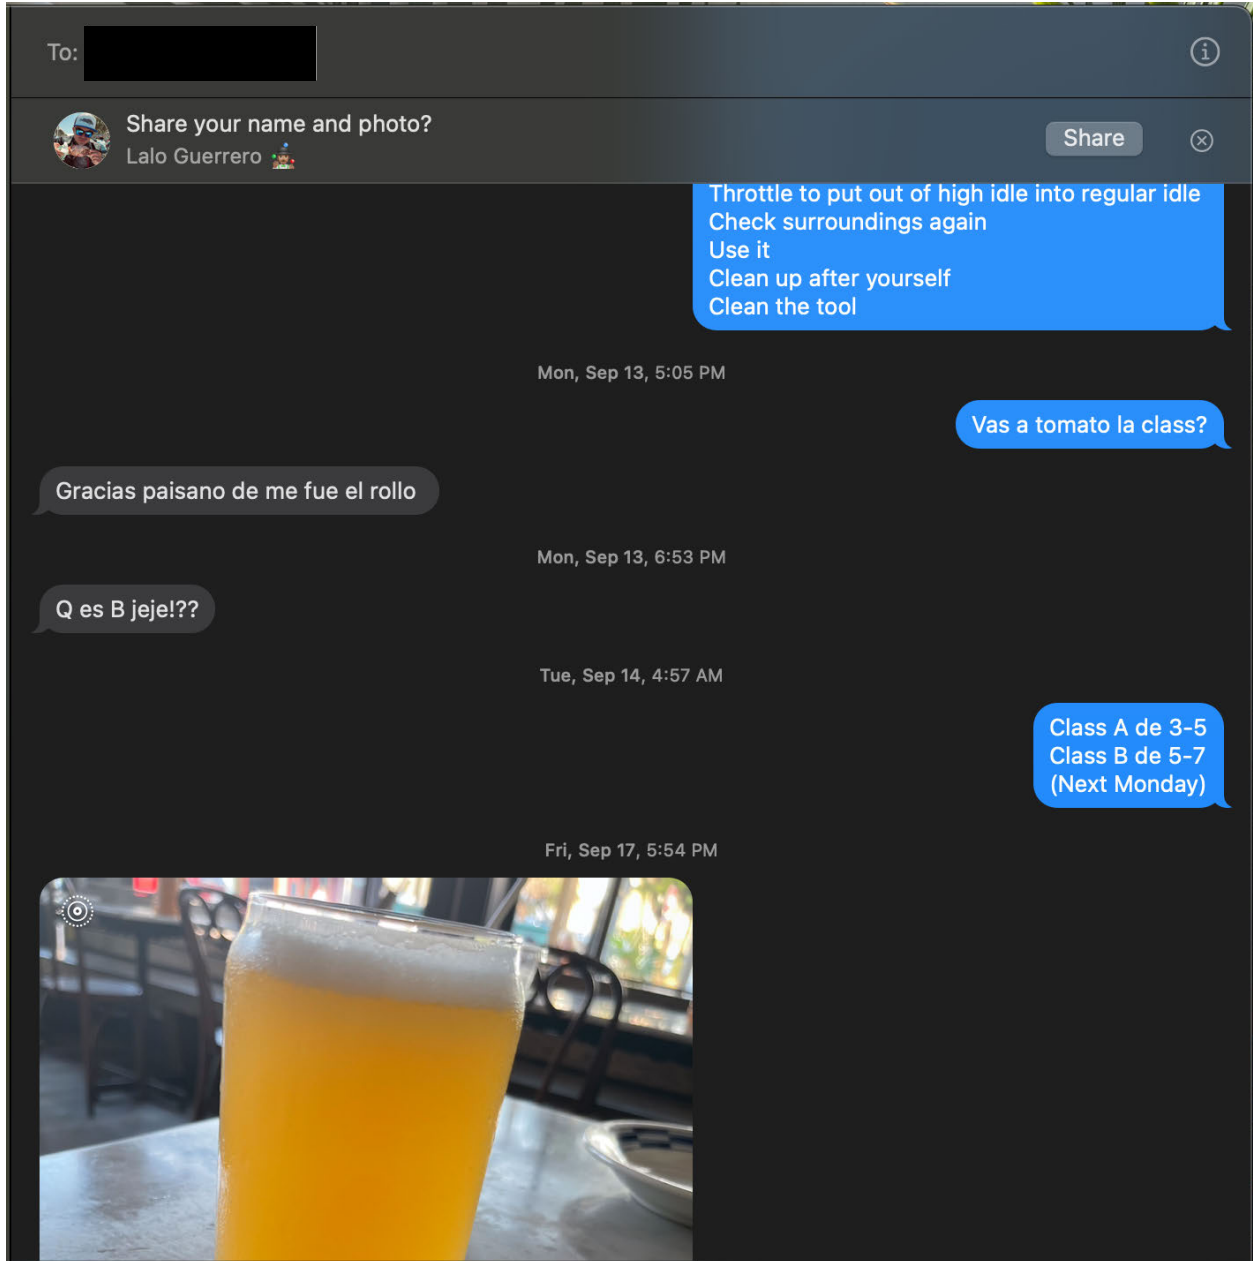 To:
Share your name and photo?
Lalo Guerrero
Share
Throttle to put out of high idle into regular idle
Check surroundings again
Use it
Clean up after yourself
Clean the tool
Mon, Sep 13, 5:05 PM
Vas a tomato la class?
Gracias paisano de me fue el rollo
Mon, Sep 13, 6:53 PM
Q es B jeje!??
Tue, Sep 14, 4:57 AM
Class A de 3-5
Class B de 5-7
(Next Monday)
Fri, Sep 17, 5:54 PM